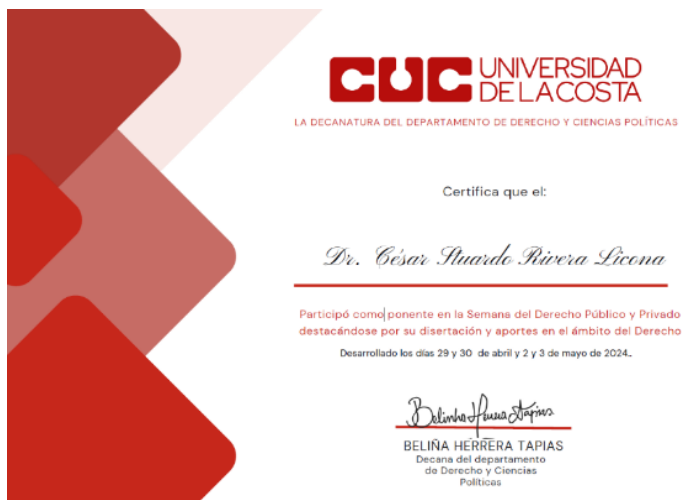 CUC UNIVERSIDAD
DE LA COSTA
LA DECANATURA DEL DEPARTAMENTO DE DERECHO Y CIENCIAS POLÍTICAS
Certifica que el:
Dr. César Stuardo Rivera Licona
Participó como ponente en la Semana del Derecho Público y Privado
destacándose por su disertación y aportes en el ámbito del Derecho
Desarrollado los días 29 y 30 de abril y 2 y 3 de mayo de 2024..
Belinha Herrera Tapias
BELIÑA HERRERA TAPIAS
Decana del departamento
de Derecho y Ciencias
Políticas